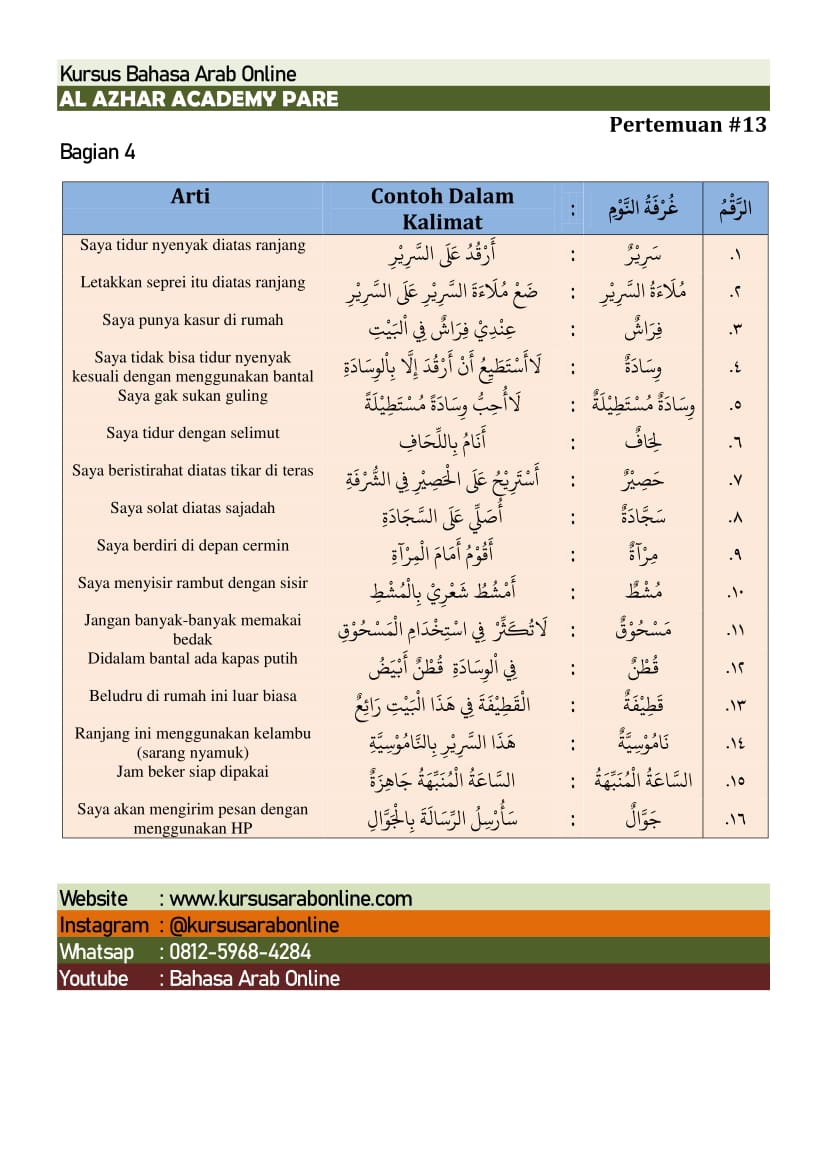 Kursus Bahasa Arab Online
AL AZHAR ACADEMY PARE
Pertemuan #13
Bagian 4
Arti Contoh Dalam Kalimat : غُرْفَةُ النَّوْمِ الرَّقْمُ
Saya tidur nyenyak diatas ranjang أَرْقُدُ عَلَى السَّرِيْرِ : سَرِيْرٌ .١
Letakkan seprei itu diatas ranjang ضَعْ مُلَاءَةَ السَّرِيْرِ عَلَى السَّرِيْرِ : مُلَاءَةُ السَّرِيْرِ .٢
Saya punya kasur di rumah عِنْدِيْ فِرَاشٌ فِي اْلبَيْتِ : فِرَاشٌ .٣
Saya tidak bisa tidur nyenyak kesuali dengan menggunakan bantal لَاأَسْتَطِيعُ أَنْ أَرْقُدَ إِلَّا بِاْلوِسَادَةِ : وِسَادَةٌ .٤
Saya gak sukan guling لَاأُحِبُّ وِسَادَةً مُسْتَطِيْلَةً : وِسَادَةٌ مُسْتَطِيْلَةٌ .٥
Saya tidur dengan selimut أَنَامُ بِاللِّحَافِ : لِحَافٌ .٦
Saya beristirahat diatas tikar di teras أَسْتَرِيْحُ عَلَى الْحَصِيْرِ فِي الشُّرْفَةِ : حَصِيْرٌ .٧
Saya solat diatas sajadah أُصَلِّي عَلَى السَّجَادَةِ : سَجَّادَةٌ .٨
Saya berdiri di depan cermin أَقُوْمُ أَمَامَ الْمِرْآةِ : مِرْآةٌ .٩
Saya menyisir rambut dengan sisir أَمْشُطُ شَعْرِيْ بِالْمُشْطِ : مُشْطٌ .١٠
Jangan banyak-banyak memakai bedak لَاتُكَثِّرْ فِي اسْتِخْدَامِ الْمَسْحُوْقِ : مَسْحُوْقٌ .١١
Didalam bantal ada kapas putih فِي اْلوِسَادَةِ قُطْنٌ أَبْيَضُ : قُطْنٌ .١٢
Beludru di rumah ini luar biasa الْقَطِيْفَةَ فِي هَذَا الْبَيْتِ رَائِعٌ : قَطِيْفَةٌ .١٣
Ranjang ini menggunakan kelambu (sarang nyamuk) هَذَا السَّرِيْرِ بِالنَّامُوْسِيَّةِ : نَامُوْسِيَّةٌ .١٤
Jam beker siap dipakai السَّاعَةُ الْمُنَبِّهَةُ جَاهِزَةٌ : السَّاعَةُ الْمُنَبِّهَةُ .١٥
Saya akan mengirim pesan dengan menggunakan HP سَأُرْسِلُ الرِّسَالَةَ بِالْجَوَّالِ : جَوَّالٌ .١٦
Website : www.kursusarabonline.com
Instagram : @kursusarabonline
Whatsap : 0812-5968-4284
Youtube : Bahasa Arab Online